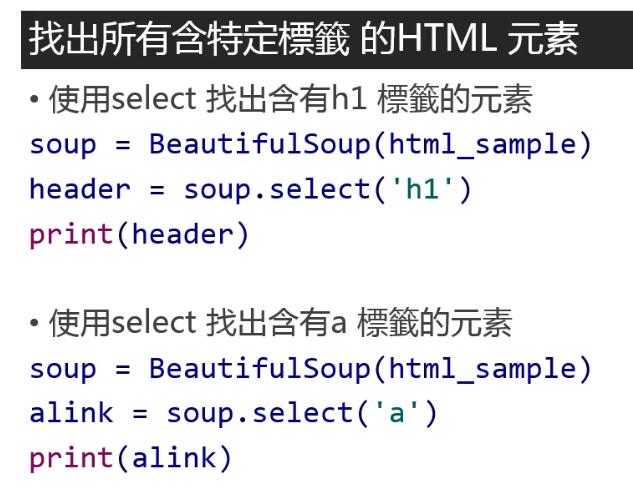 找出所有含特定標籤 的HTML 元素
• 使用select 找出含有h1 標籤的元素
soup = BeautifulSoup(html_sample)
header = soup.select('h1')
print(header)
• 使用select 找出含有a 標籤的元素
soup = BeautifulSoup(html_sample)
alink = soup.select('a')
print(alink)